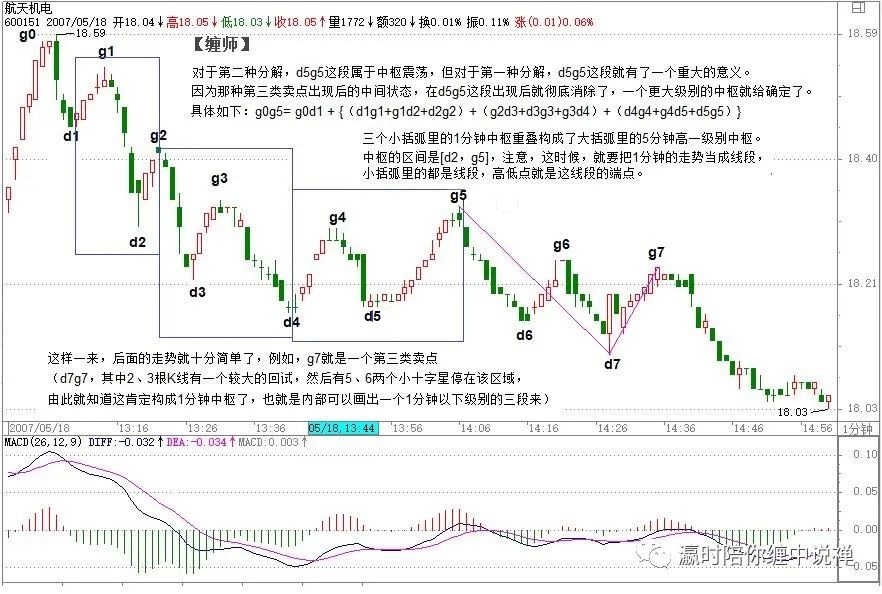 航天机电
600151 2007/05/18 开18.04↓高18.05↓低18.03↓收18.05↑量1772↓额320↓换0.01% 振0.11% 涨(0.01)0.06%
g0
18.59
18.59
【缠师】
g1
对于第二种分解，d5g5这段属于中枢震荡，但对于第一种分解，d5g5这段就有了一个重大的意义。
因为那种第三类卖点出现后的中间状态，在d5g5这段出现后就彻底消除了，一个更大级别的中枢就给确定了。
具体如下：g0g5= g0d1 + {（d1g1+g1d2+d2g2）+（g2d3+d3g3+g3d4）+（d4g4+g4d5+d5g5）}
d1
g2
三个小括弧里的1分钟中枢重叠构成了大括弧里的5分钟高一级别中枢。
中枢的区间是[d2，g5]，注意，这时候，就要把1分钟的走势当成线段，
小括弧里的都是线段，高低点就是这线段的端点。
18.40
g3
g5
g4
d2
g6
g7
18.21
d3
d4
d5
d6
d7
这样一来，后面的走势就十分简单了，例如，g7就是一个第三类卖点
（d7g7，其中2、3根K线有一个较大的回试，然后有5、6两个小十字星停在该区域，
由此就知道这肯定构成1分钟中枢了，也就是内部可以画出一个1分钟以下级别的三段来）
18.03
18.03
2007/05/18 13:16 13:26 13:36 05/18,13:44 13:56 14:06 14:16 14:26 14:36 14:46 14:56 1分钟
MACD(26,12,9) DIFF:-0.032↑ DEA:-0.034↑ MACD:0.003↑
0.10
0.05
0.00
0.05
瀛时陪你缠中说禅